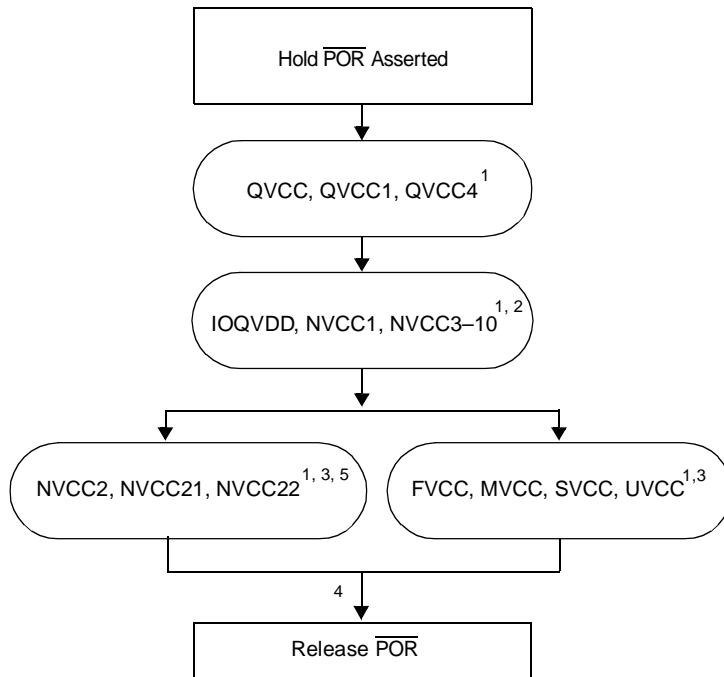 Hold POR Asserted
QVCC, QVCC1, QVCC4 1
IOQVDD, NVCC1, NVCC3–10 1, 2
NVCC2, NVCC21, NVCC22 1, 3, 5
FVCC, MVCC, SVCC, UVCC 1,3
4
Release POR